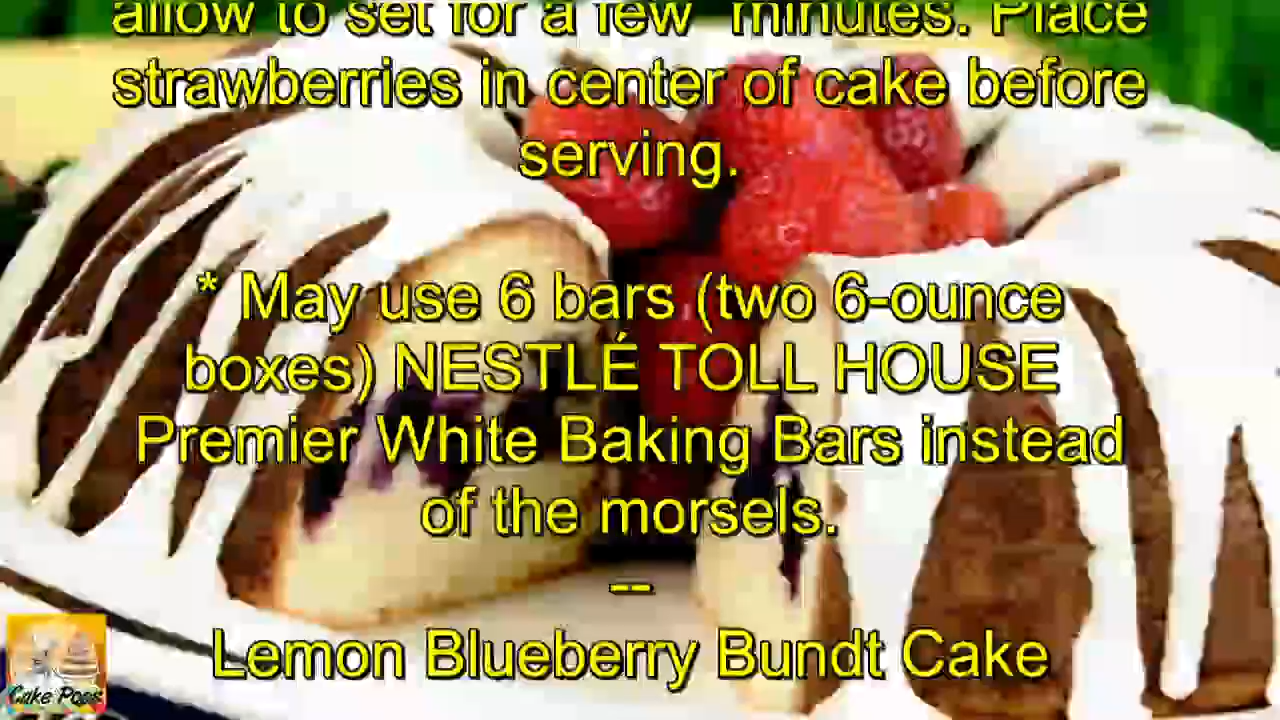 allow to set for a few minutes. Place
strawberries in center of cake before
serving.
* May use 6 bars (two 6-ounce
boxes) NESTLÉ TOLL HOUSE
Premier White Baking Bars instead
of the morsels.
--
Lemon Blueberry Bundt Cake
Cake Pops